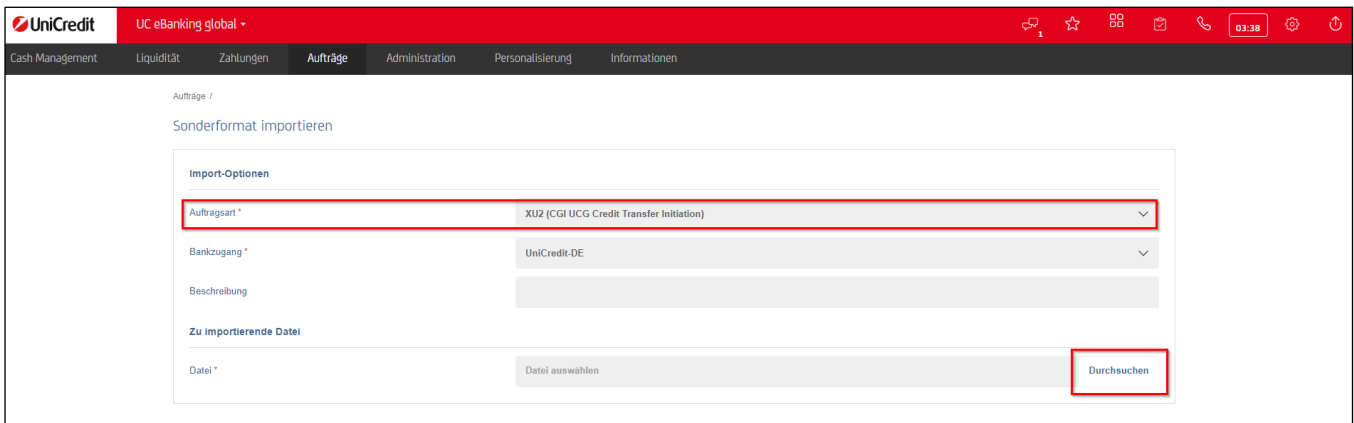 UniCredit UC eBanking global 1 03:38
Cash Management Liquidität Zahlungen Aufträge Administration Personalisierung Informationen
Aufträge /
Sonderformat importieren
Import-Optionen
Auftragsart * XU2 (CGI UCG Credit Transfer Initiation)
Bankzugang * UniCredit-DE
Beschreibung
Zu importierende Datei
Datei * Datei auswählen Durchsuchen